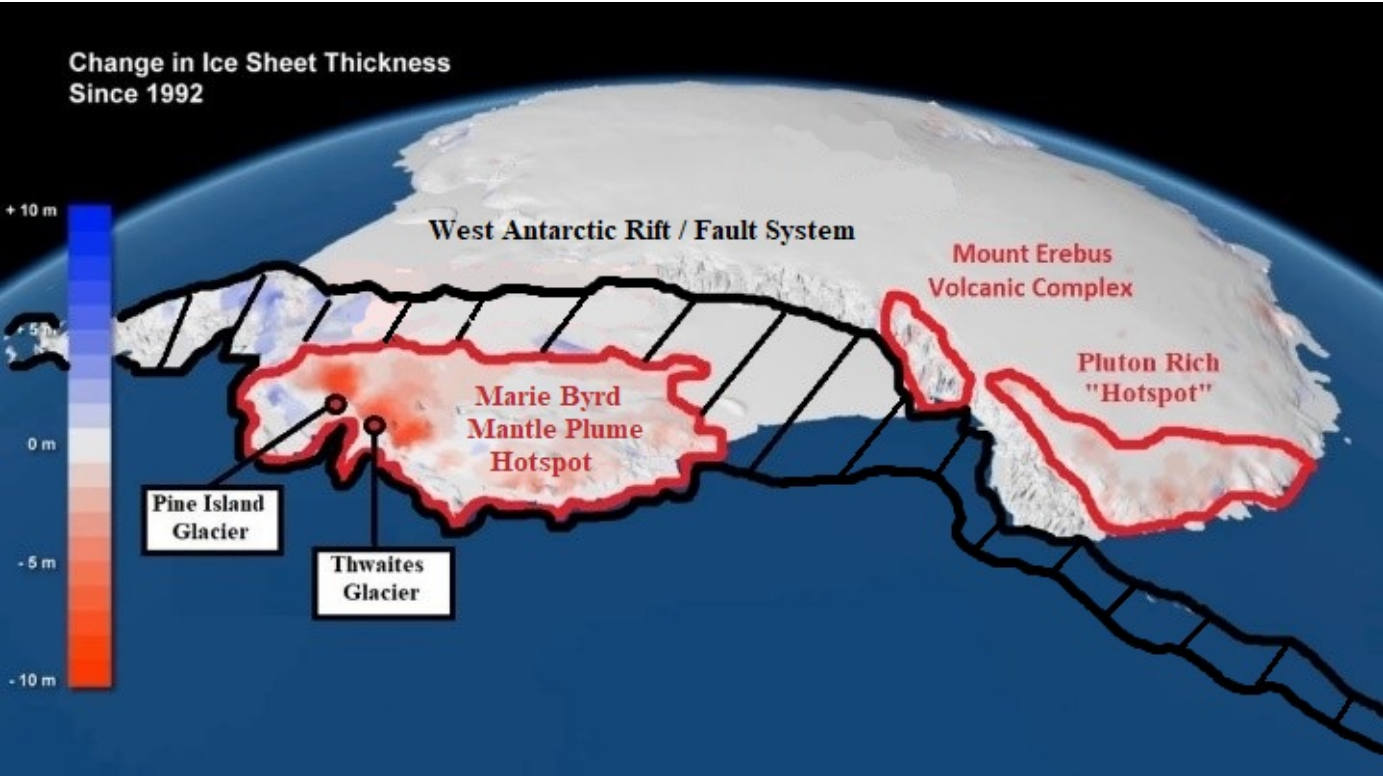 Change in Ice Sheet Thickness
Since 1992
+ 10 m
West Antarctic Rift / Fault System
Mount Erebus
Volcanic Complex
+ 5 m
Pluton Rich
"Hotspot"
Marie Byrd
Mantle Plume
Hotspot
0 m
Pine Island
Glacier
Thwaites
Glacier
- 5 m
- 10 m